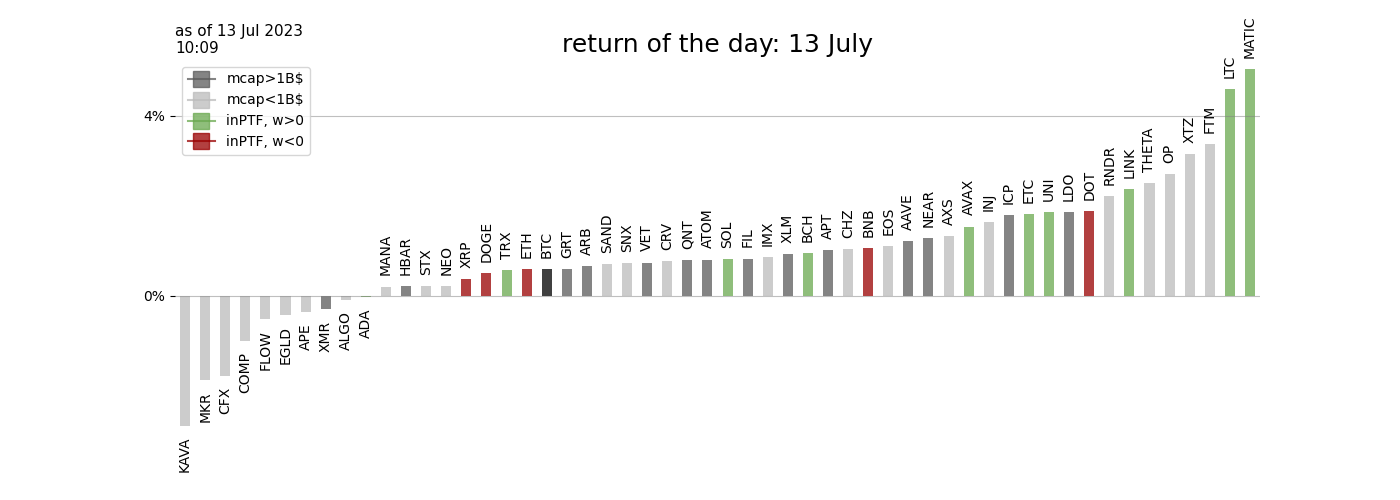 as of 13 Jul 2023
10:09
return of the day: 13 July
mcap>1B$
mcap<1B$
inPTF, w>0
inPTF, w<0
4%
0%
KAVA
MKR
CFX
COMP
FLOW
EGLD
APE
XMR
ALGO
ADA
MANA
HBAR
STX
NEO
XRP
DOGE
TRX
ETH
BTC
GRT
ARB
SAND
SNX
VET
CRV
QNT
ATOM
SOL
FIL
IMX
XLM
BCH
APT
CHZ
BNB
EOS
AAVE
NEAR
AXS
AVAX
INJ
ICP
ETC
UNI
LDO
DOT
RNDR
LINK
THETA
OP
XTZ
FTM
LTC
MATIC